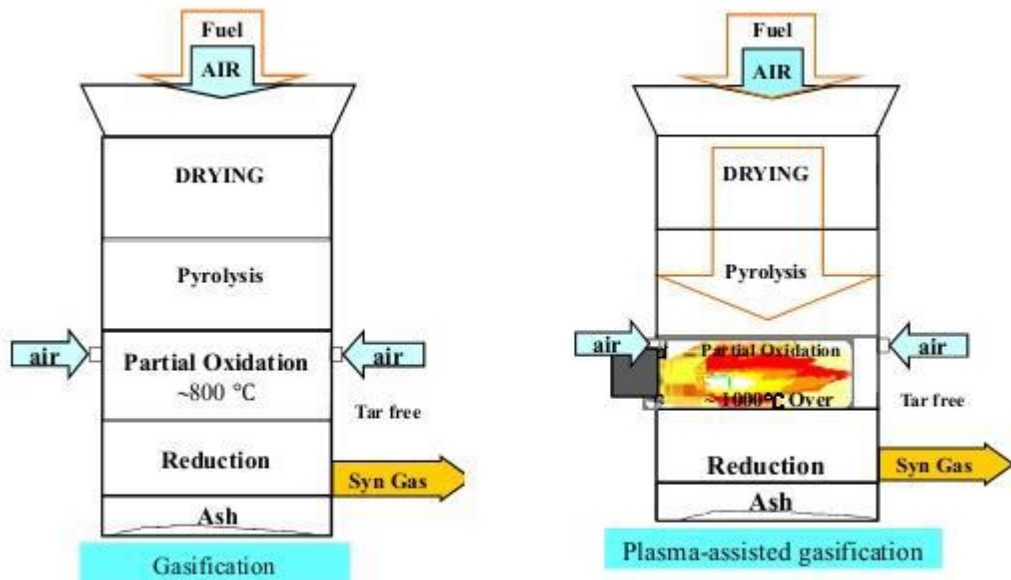 Fuel
AIR
DRYING
Pyrolysis
air
air
Partial Oxidation
~800 °C
Tar free
Reduction
Syn Gas
Ash
Gasification
Fuel
AIR
DRYING
Pyrolysis
air
air
Partial Oxidation
~ 1000°C Over
Tar free
Reduction
Syn Gas
Ash
Plasma-assisted gasification